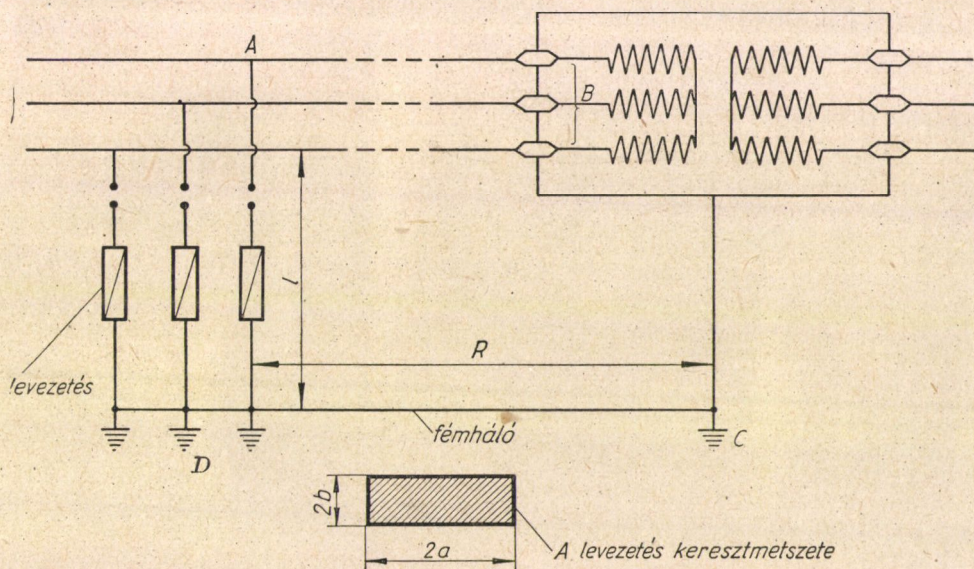 A
B
l
R
levezetés
fémháló
C
D
2b
2a
A levezetés keresztmetszete